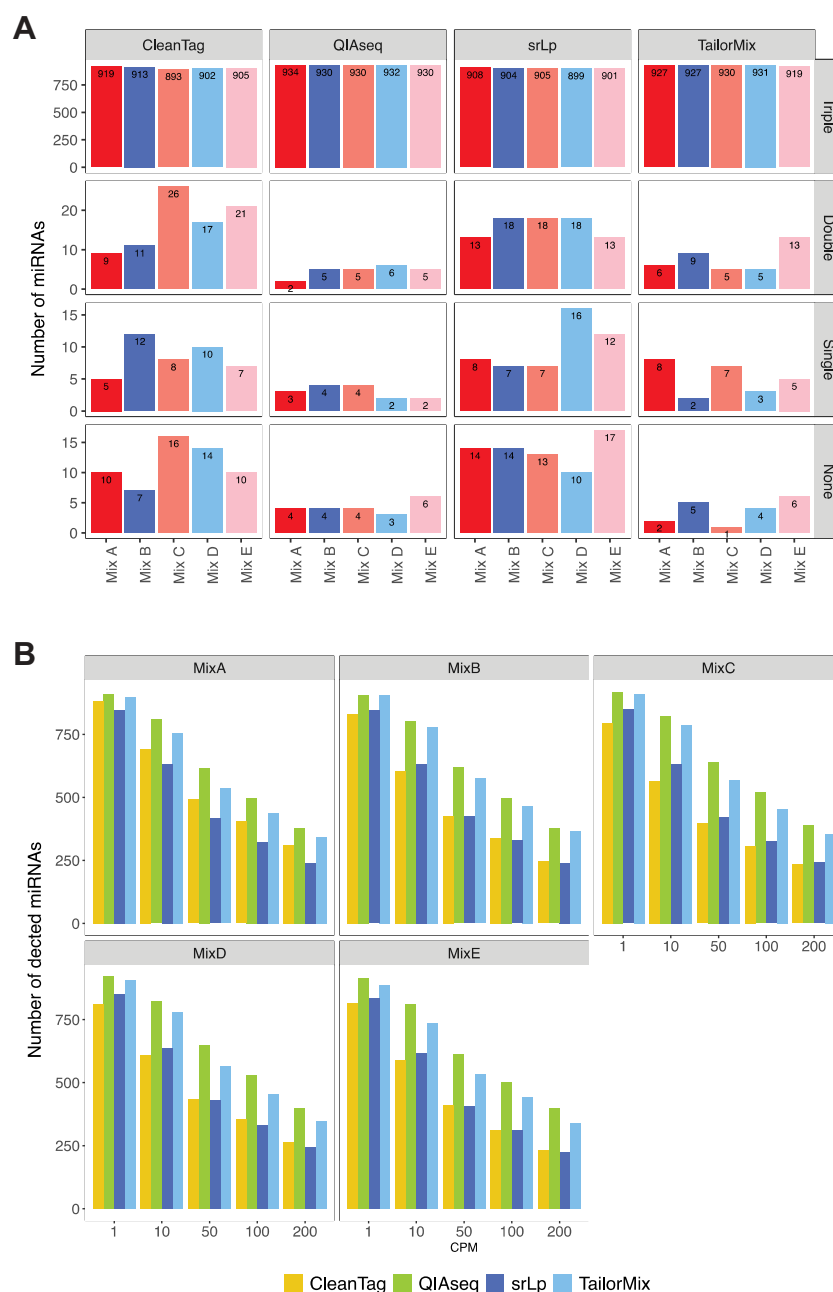 A
CleanTag QIAseq srLp TailorMix
Number of miRNAs
750
500
250
0
919 913 893 902 905
934 930 930 932 930
908 904 905 899 901
927 927 930 931 919
Triple
20
10
0
9 11 26 17 21
2 5 5 6 5
13 18 18 18 13
6 9 5 5 13
Double
15
10
5
0
5 12 8 10 7
3 4 4 2 2
8 7 7 16 12
8 2 7 3 5
Single
15
10
5
0
10 7 16 14 10
4 4 4 3 6
14 14 13 10 17
2 5 1 4 6
None
Mix A Mix B Mix C Mix D Mix E Mix A Mix B Mix C Mix D Mix E Mix A Mix B Mix C Mix D Mix E Mix A Mix B Mix C Mix D Mix E
B
Number of dected miRNAs
MixA MixB MixC
750
500
250
0
1 10 50 100 200
MixD MixE
750
500
250
0
1 10 50 100 200 1 10 50 100 200
CPM
CleanTag QIAseq srLp TailorMix